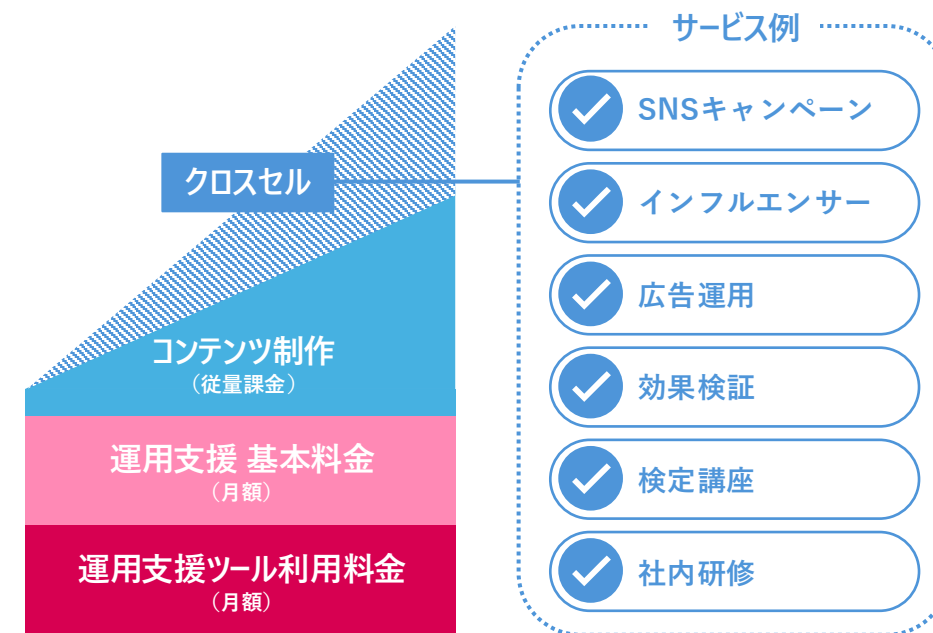 クロスセル
コンテンツ制作
（従量課金）
運用支援 基本料金
（月額）
運用支援ツール利用料金
（月額）
サービス例
SNSキャンペーン
インフルエンサー
広告運用
効果検証
検定講座
社内研修